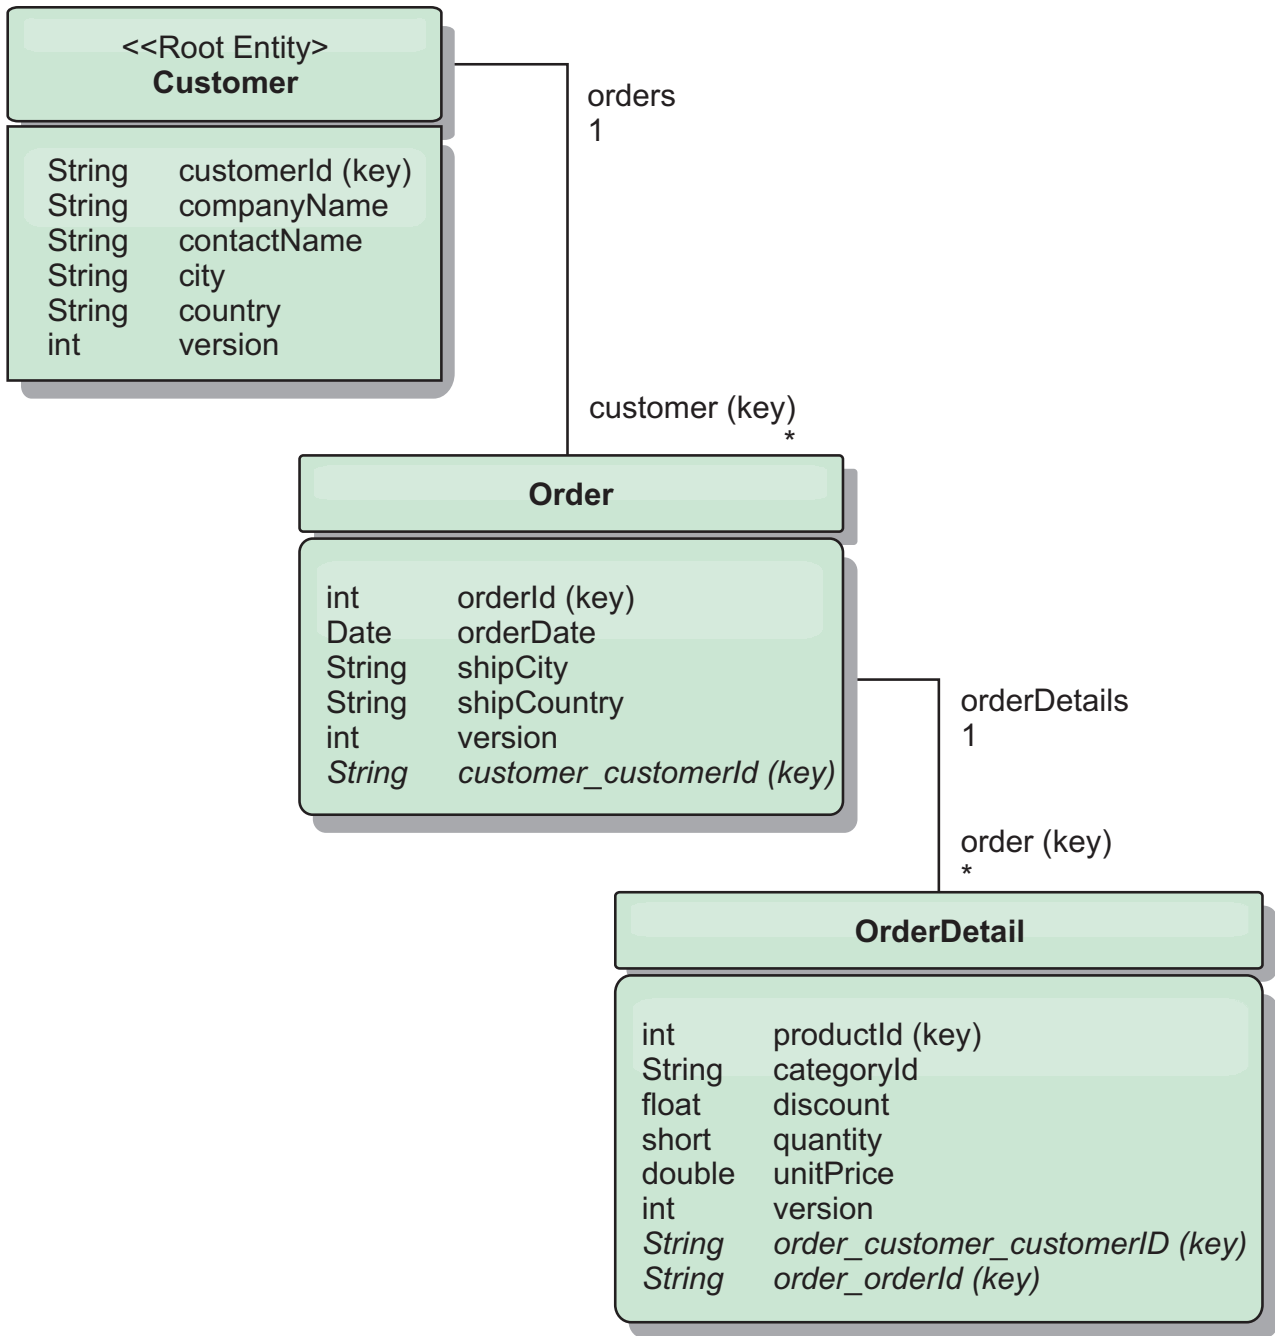 <<Root Entity>
Customer
String customerId (key)
String companyName
String contactName
String city
String country
int version
orders
1
customer (key)
*
Order
int orderId (key)
Date orderDate
String shipCity
String shipCountry
int version
String customer_customerId (key)
orderDetails
1
order (key)
*
OrderDetail
int productId (key)
String categoryId
float discount
short quantity
double unitPrice
int version
String order_customer_customerID (key)
String order_orderId (key)